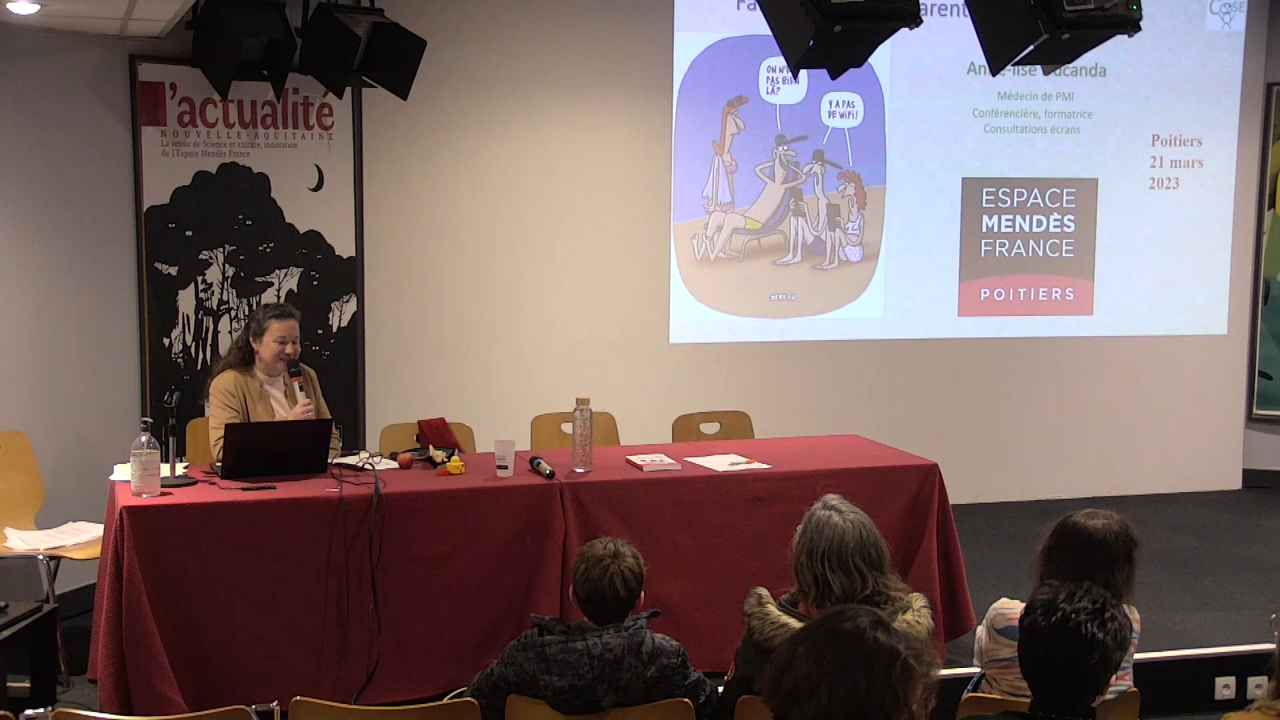 l'actualité
NOUVELLE-AQUITAINE
La revue de Science et culture, innovation
de l'Espace Mendès France
ON N'EST
PAS BIEN
LÀ?
Y A PAS
DE WIFI!
Médecin de PMI
Conférencière, formatrice
Consultations écrans
Poitiers
21 mars
2023
ESPACE
MENDÈS
FRANCE
POITIERS